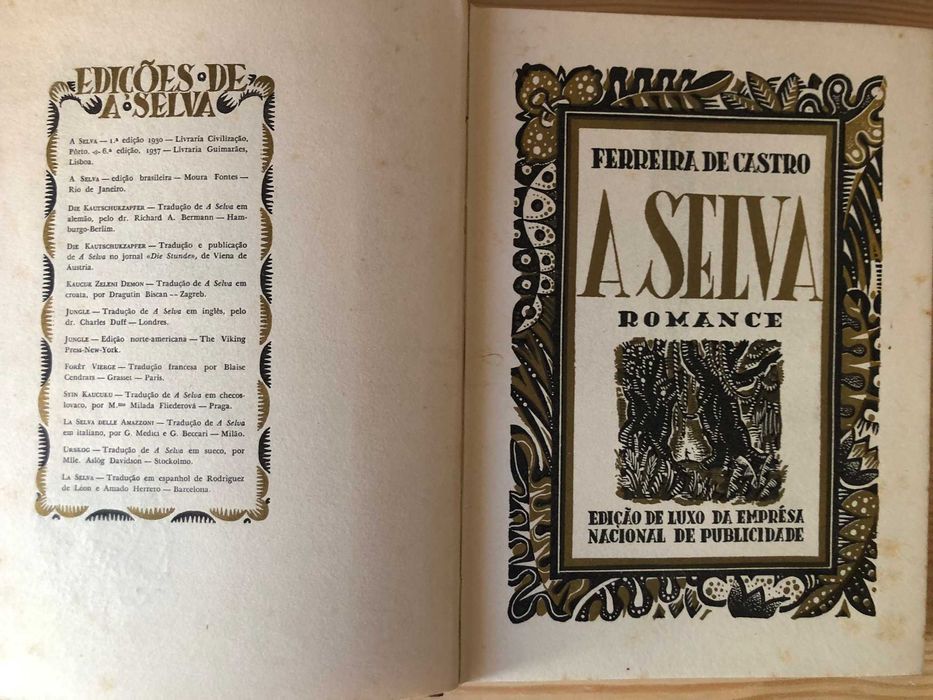 EDIÇÕES DE
A SELVA
A SELVA — 1.ª edição 1930 — Livraria Civilização,
Pôrto. 6.ª edição, 1937 — Livraria Guimarães,
Lisboa.
A SELVA — edição brasileira — Moura Fontes —
Rio de Janeiro.
DIE KAUTSCHUKZAPFER — Tradução de A Selva em
alemão, pelo dr. Richard A. Bermann — Ham-
burgo-Berlim.
DIE KAUTSCHUKZAPFER — Tradução e publicação
de A Selva no jornal «Die Stunde», de Viena de
Austria.
KAUCUK ZELENI DEMON — Tradução de A Selva em
croata, por Dragutin Biscan — Zagreb.
JUNGLE — Tradução de A Selva em inglês, pelo
dr. Charles Duff — Londres.
JUNGLE — Edição norte-americana — The Viking
Press-New-York.
FORÊT VIERGE — Tradução francesa por Blaise
Cendrars — Grasset — Paris.
STIN KAUCUKU — Tradução de A Selva em checos-
lovaco, por M.me Milada Fliederová — Praga.
LA SELVA DELLE AMAZZONI — Tradução de A Selva
em italiano, por G. Medici e G. Beccari — Milão.
URSKOG — Tradução de A Selva em sueco, por
Mlle. Aslög Davidson — Stockolmo.
LA SELVA — Tradução em espanhol de Rodriguez
de Léon e Amado Herrero — Barcelona.
FERREIRA DE CASTRO
A SELVA
ROMANCE
EDIÇÃO DE LUXO DA EMPRÊSA
NACIONAL DE PUBLICIDADE